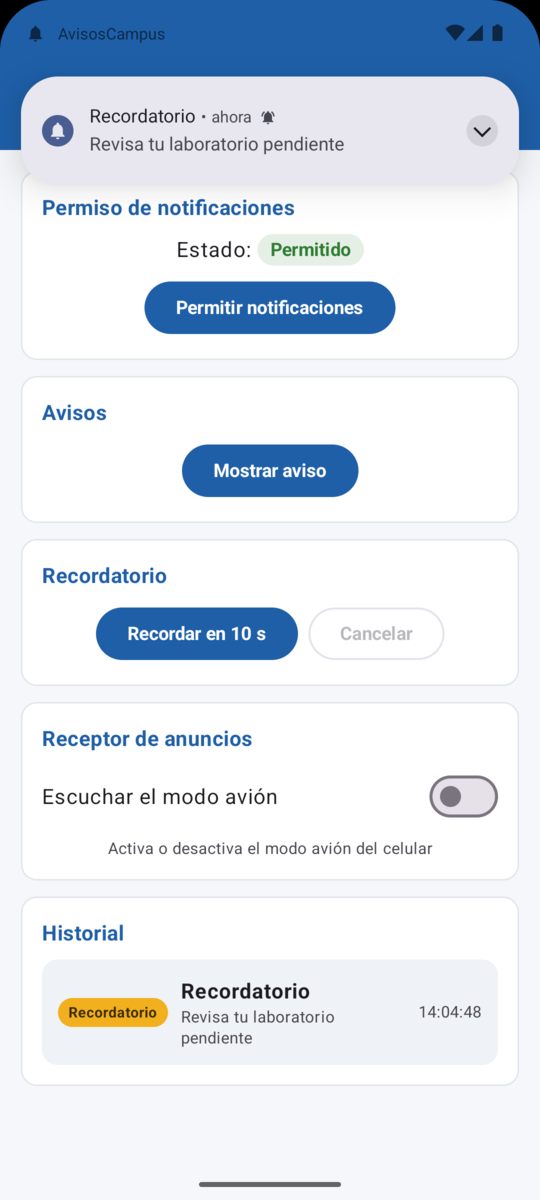 AvisosCampus
Recordatorio • ahora
Revisa tu laboratorio pendiente
Permiso de notificaciones
Estado: Permitido
Permitir notificaciones
Avisos
Mostrar aviso
Recordatorio
Recordar en 10 s
Cancelar
Receptor de anuncios
Escuchar el modo avión
Activa o desactiva el modo avión del celular
Historial
Recordatorio
Recordatorio
Revisa tu laboratorio
pendiente
14:04:48